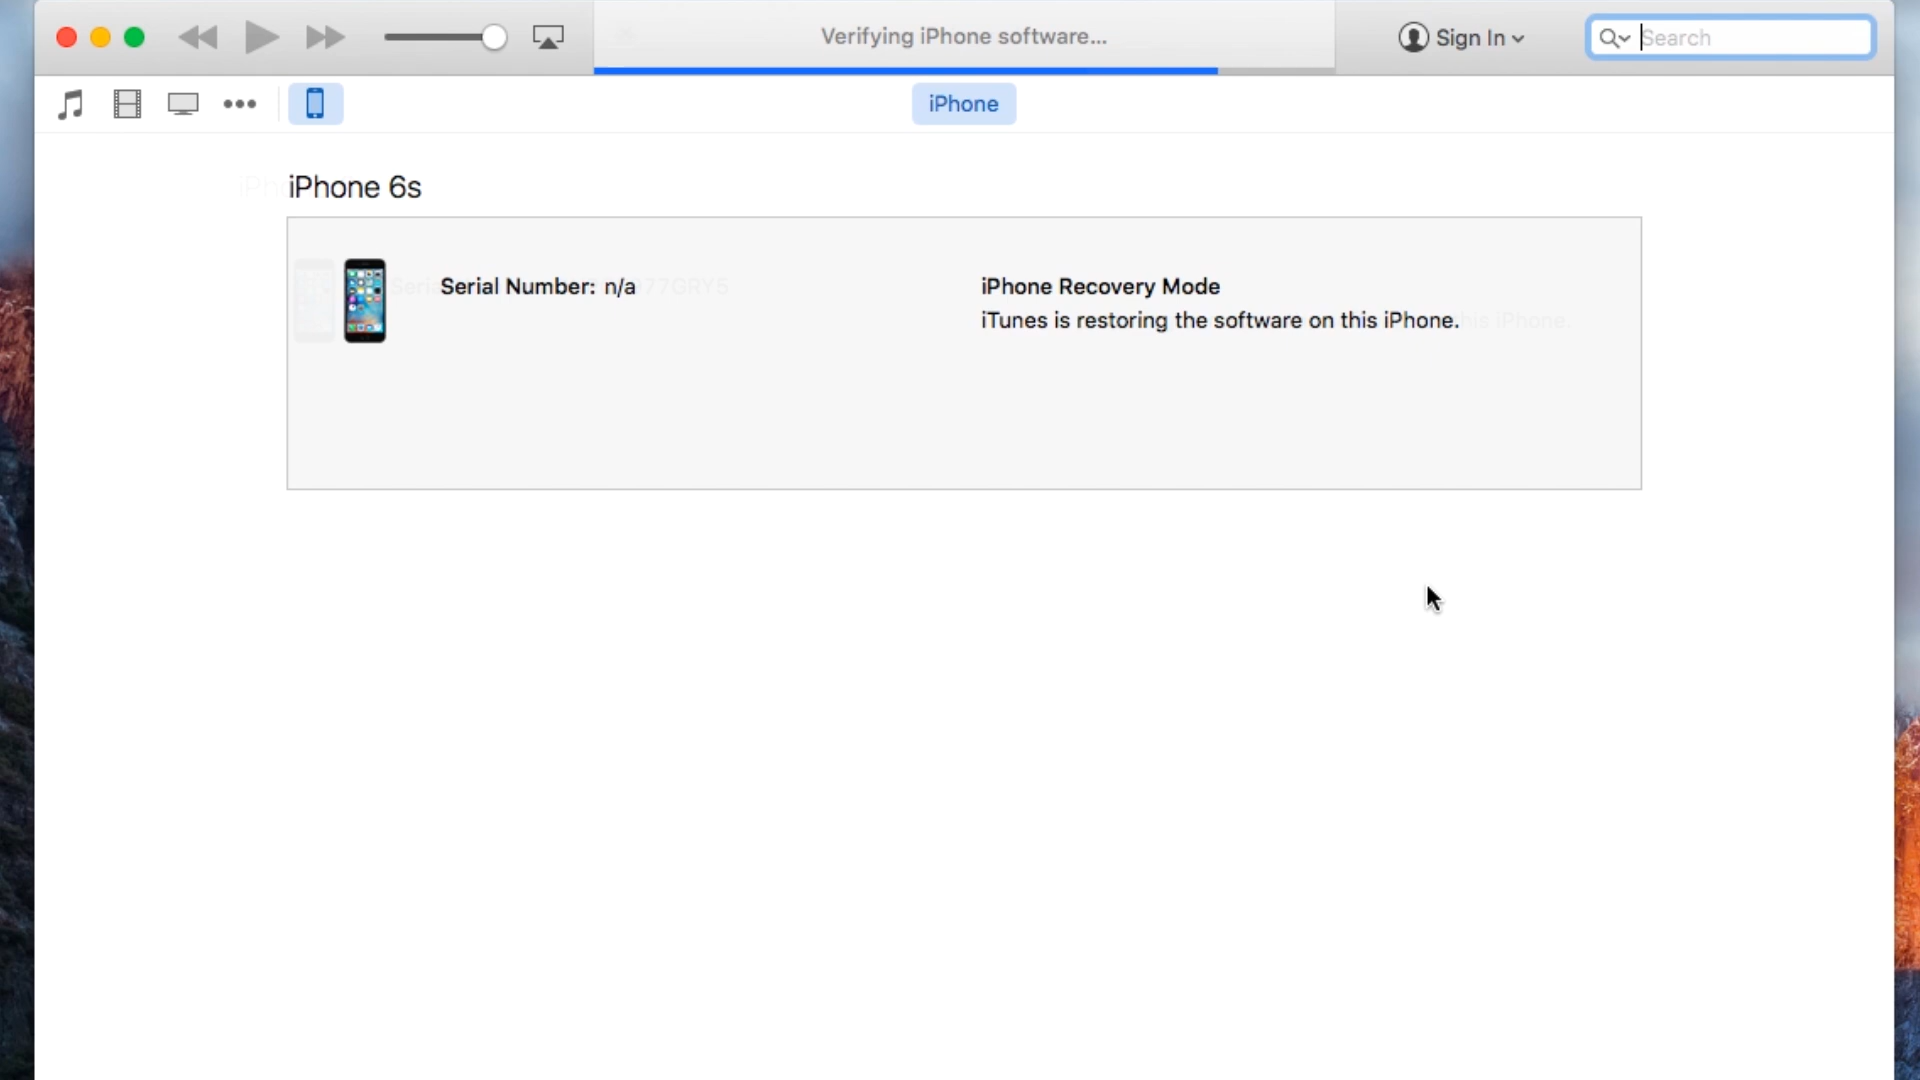 Verifying iPhone software...
Sign In
Search
iPhone
iPhone 6s
Serial Number: n/a
iPhone Recovery Mode
iTunes is restoring the software on this iPhone.